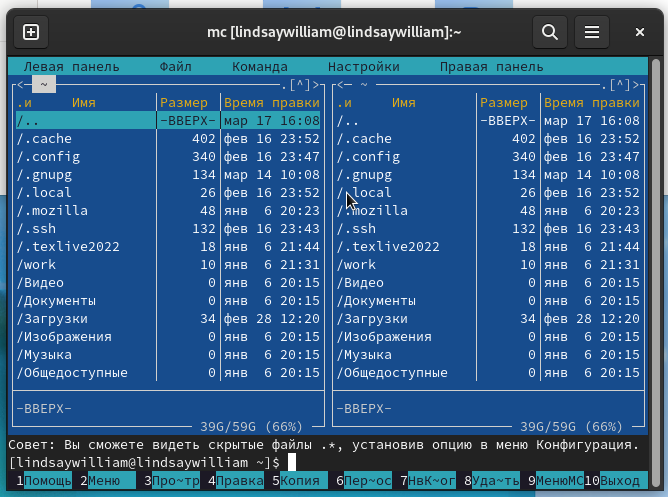 mc [lindsaywilliam@lindsaywilliam]:~
Левая панель Файл Команда Настройки Правая панель
<— ~ .[^]> <— ~ .[^]>
.и Имя Размер Время правки .и Имя Размер Время правки
/.. -ВВЕРХ- мар 17 16:08 /.. -ВВЕРХ- мар 17 16:08
/.cache 402 фев 16 23:52 /.cache 402 фев 16 23:52
/.config 340 фев 16 23:47 /.config 340 фев 16 23:47
/.gnupg 134 мар 14 10:08 /.gnupg 134 мар 14 10:08
/.local 26 фев 16 23:52 /.local 26 фев 16 23:52
/.mozilla 48 янв 6 20:23 /.mozilla 48 янв 6 20:23
/.ssh 132 фев 16 23:43 /.ssh 132 фев 16 23:43
/.texlive2022 18 янв 6 21:44 /.texlive2022 18 янв 6 21:44
/work 10 янв 6 21:31 /work 10 янв 6 21:31
/Видео 0 янв 6 20:15 /Видео 0 янв 6 20:15
/Документы 0 янв 6 20:15 /Документы 0 янв 6 20:15
/Загрузки 34 фев 28 12:20 /Загрузки 34 фев 28 12:20
/Изображения 0 янв 6 20:15 /Изображения 0 янв 6 20:15
/Музыка 0 янв 6 20:15 /Музыка 0 янв 6 20:15
/Общедоступные 0 янв 6 20:15 /Общедоступные 0 янв 6 20:15
-ВВЕРХ- -ВВЕРХ-
39G/59G (66%) 39G/59G (66%)
Совет: Вы сможете видеть скрытые файлы .*, установив опцию в меню Конфигурация.
[lindsaywilliam@lindsaywilliam ~]$
1Помощь 2Меню 3Про~тр 4Правка 5Копия 6Пер~ос 7НвК~ог 8Уда~ть 9МенюMC 10Выход